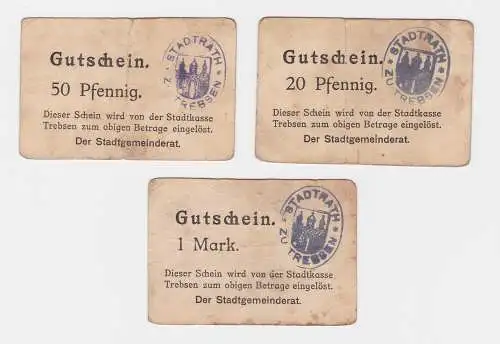 Gutschein.
50 Pfennig.
STADTRATH
ZU TREBSEN
Dieser Schein wird von der Stadtkasse
Trebsen zum obigen Betrage eingelöst.
Der Stadtgemeinderat.
Gutschein.
20 Pfennig.
STADTRATH
ZU TREBSEN
Dieser Schein wird von der Stadtkasse
Trebsen zum obigen Betrage eingelöst.
Der Stadtgemeinderat.
Gutschein.
1 Mark.
STADTRATH
ZU TREBSEN
Dieser Schein wird von der Stadtkasse
Trebsen zum obigen Betrage eingelöst.
Der Stadtgemeinderat.